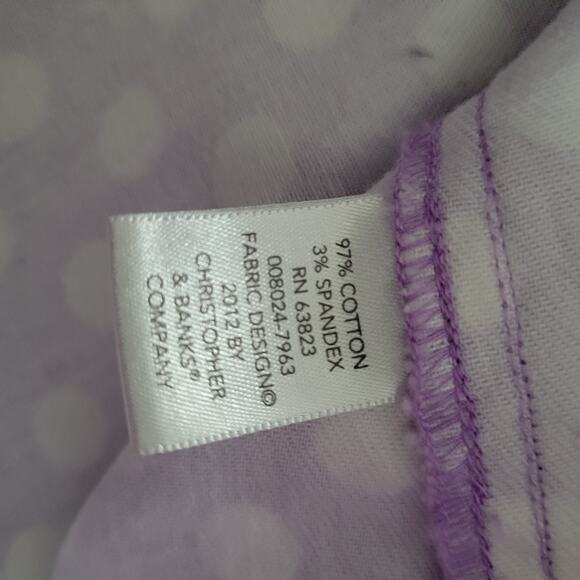 97% COTTON
3% SPANDEX
RN 63823
008024-7963
FABRIC DESIGN©
2012 BY
CHRISTOPHER
& BANKS®
COMPANY